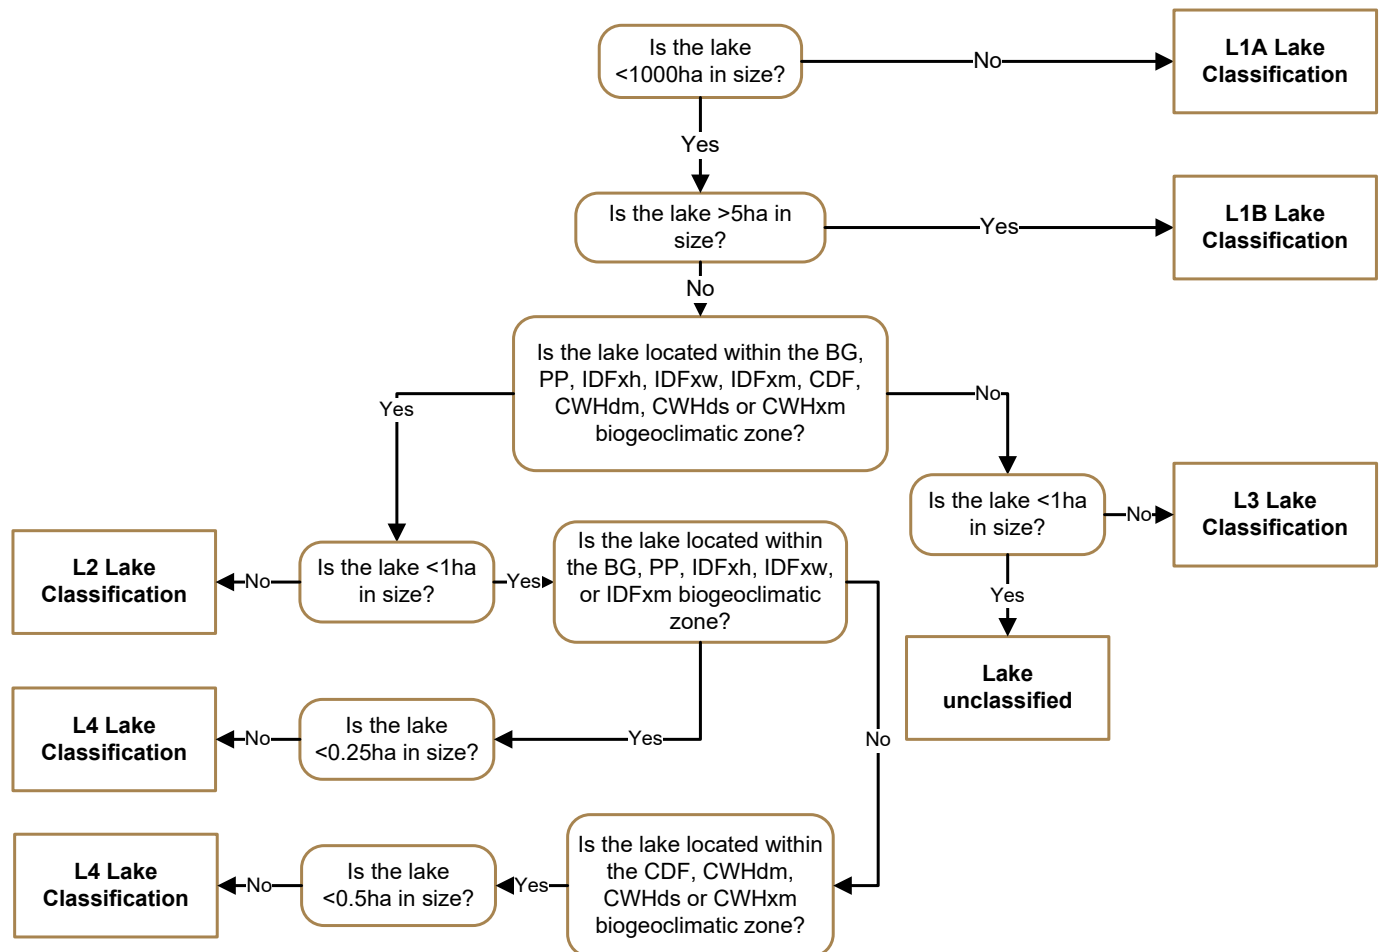 Is the lake
<1000ha in size?
No
L1A Lake
Classification
Yes
Is the lake >5ha in
size?
Yes
L1B Lake
Classification
No
Is the lake located within the BG,
PP, IDFxh, IDFxw, IDFxm, CDF,
CWHdm, CWHds or CWHxm
biogeoclimatic zone?
Yes
No
Is the lake <1ha
in size?
No
L3 Lake
Classification
Yes
Lake
unclassified
L2 Lake
Classification
No
Is the lake <1ha
in size?
Yes
Is the lake located within
the BG, PP, IDFxh, IDFxw,
or IDFxm biogeoclimatic
zone?
L4 Lake
Classification
No
Is the lake
<0.25ha in size?
Yes
No
L4 Lake
Classification
No
Is the lake
<0.5ha in size?
Yes
Is the lake located within
the CDF, CWHdm,
CWHds or CWHxm
biogeoclimatic zone?